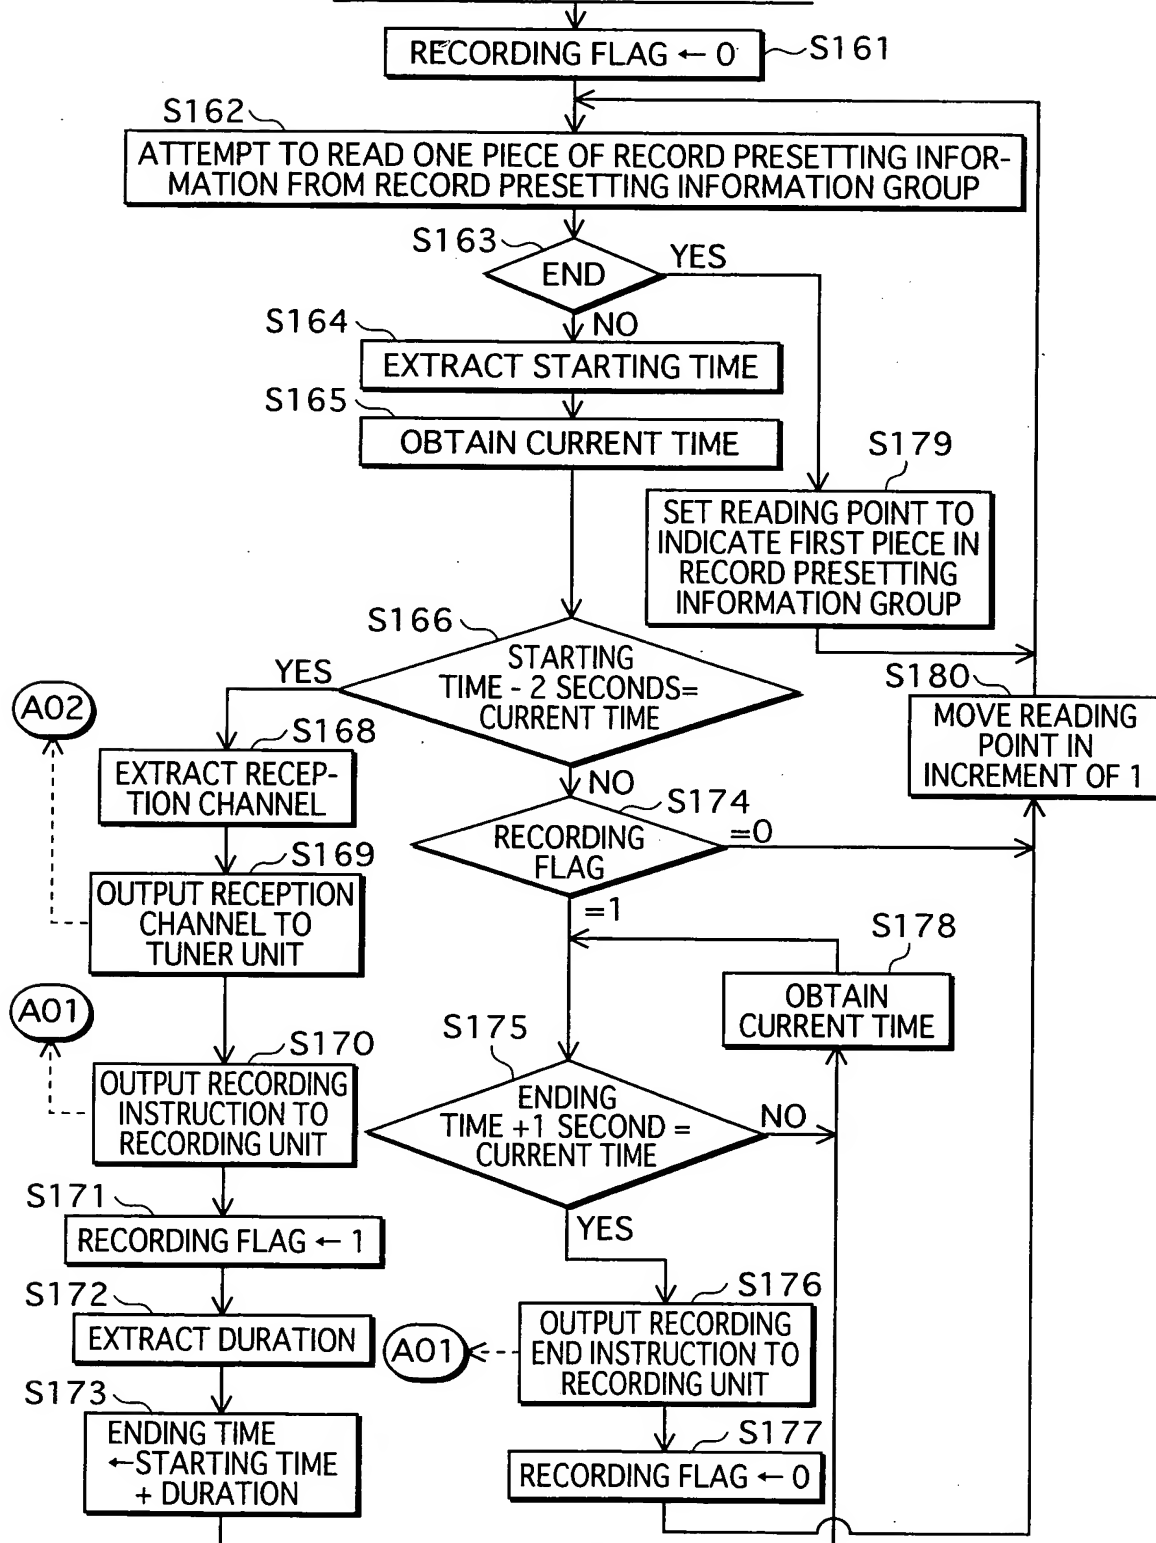 RECORDING FLAG ← 0
S161
S162
ATTEMPT TO READ ONE PIECE OF RECORD PRESETTING INFOR-
MATION FROM RECORD PRESETTING INFORMATION GROUP
S163
END
YES
NO
S164
EXTRACT STARTING TIME
S165
OBTAIN CURRENT TIME
S179
SET READING POINT TO
INDICATE FIRST PIECE IN
RECORD PRESETTING
INFORMATION GROUP
S166
STARTING
TIME - 2 SECONDS=
CURRENT TIME
YES
NO
S180
MOVE READING
POINT IN
INCREMENT OF 1
A02
S168
EXTRACT RECEP-
TION CHANNEL
S174
RECORDING
FLAG
=0
=1
S169
OUTPUT RECEPTION
CHANNEL TO
TUNER UNIT
S178
OBTAIN
CURRENT TIME
A01
S170
OUTPUT RECORDING
INSTRUCTION TO
RECORDING UNIT
S175
ENDING
TIME +1 SECOND =
CURRENT TIME
NO
YES
S171
RECORDING FLAG ← 1
S172
EXTRACT DURATION
S176
OUTPUT RECORDING
END INSTRUCTION TO
RECORDING UNIT
A01
S173
ENDING TIME
←STARTING TIME
+ DURATION
S177
RECORDING FLAG ← 0